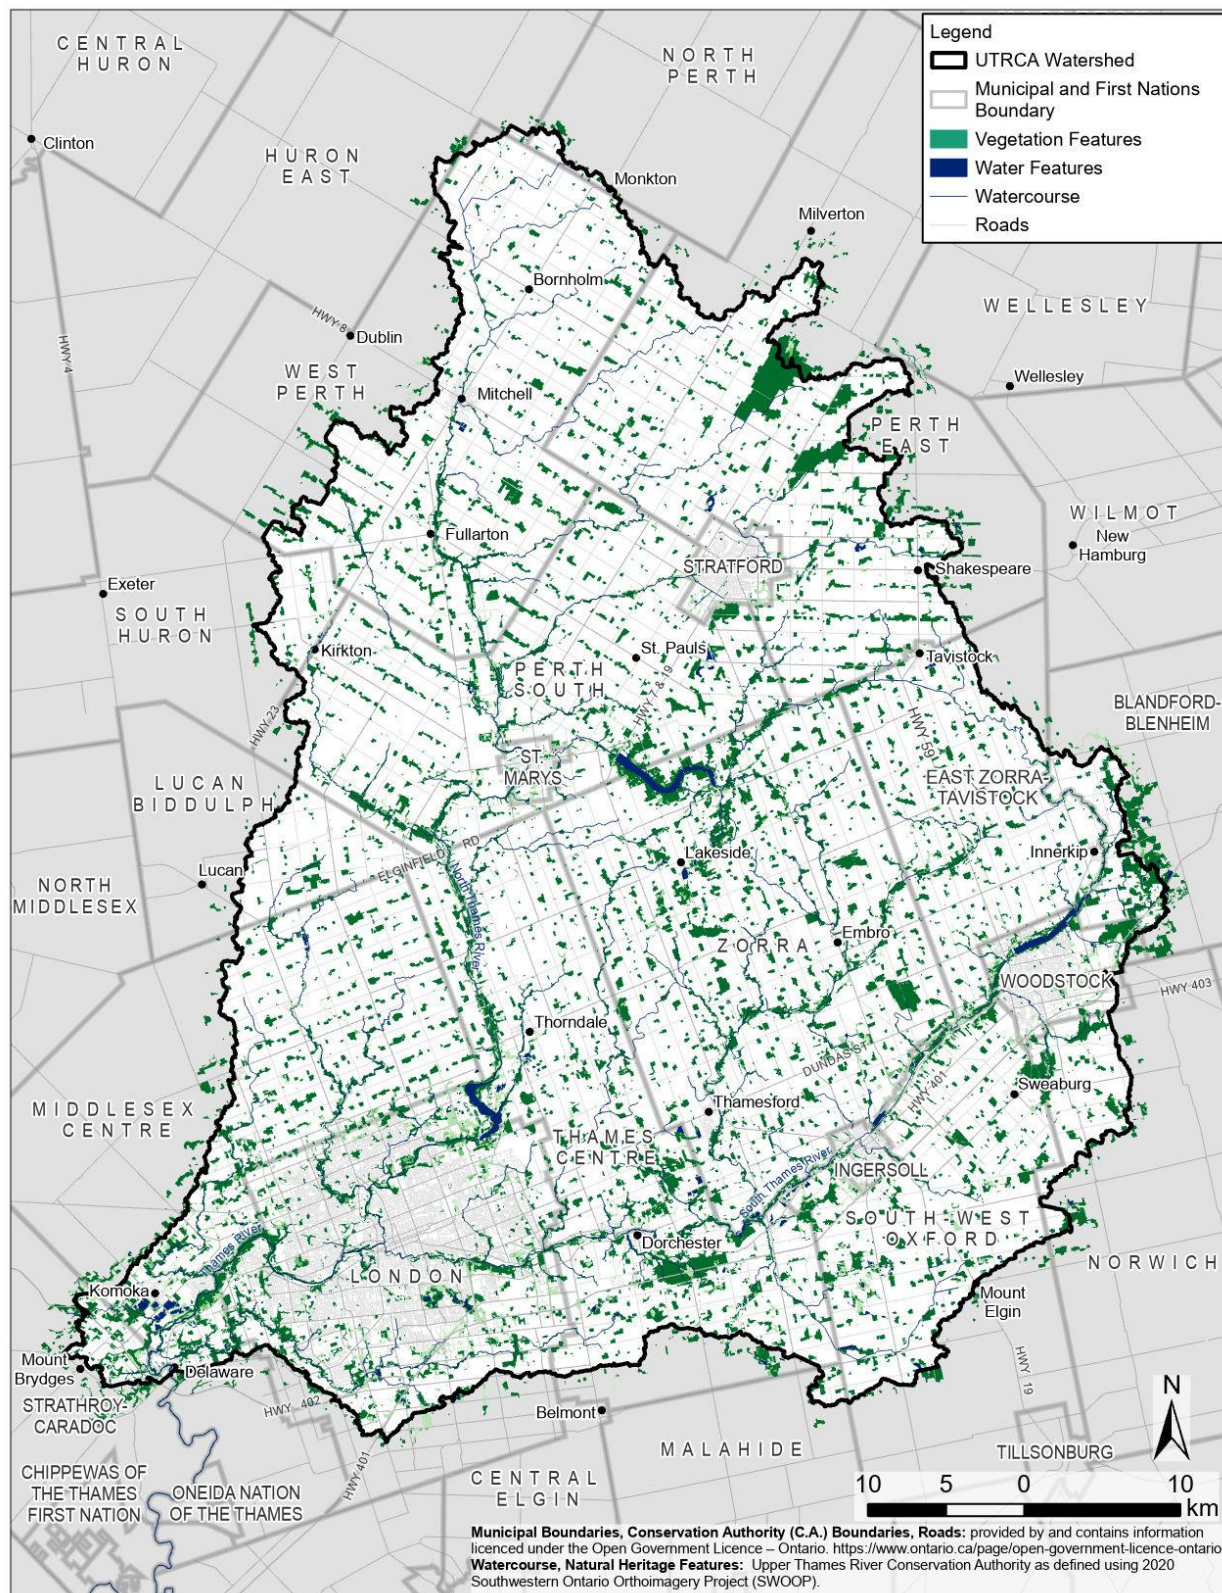 CENTRAL
HURON
NORTH
PERTH
Legend
UTRCA Watershed
Municipal and First Nations
Boundary
Vegetation Features
Water Features
Watercourse
Roads
Clinton
HURON
EAST
Monkton
Milverton
Bornholm
WELLESLEY
HWY 4
HWY 8
Dublin
WEST
PERTH
Mitchell
Wellesley
PERTH
EAST
WILMOT
New
Hamburg
Fullarton
STRATFORD
Shakespeare
Exeter
SOUTH
HURON
Kirkton
St. Pauls
Tavistock
PERTH
SOUTH
HWY 7 & 19
HWY 23
HWY 59
BLANDFORD-
BLENHEIM
ST.
MARYS
EAST ZORRA-
TAVISTOCK
LUCAN
BIDDULPH
ELGINFIELD RD
Lakeside
Innerkip
Lucan
NORTH
MIDDLESEX
North Thames River
Embro
ZORRA
WOODSTOCK
HWY 403
Thorndale
DUNDAS ST
HWY 401
Sweaburg
MIDDLESEX
CENTRE
Thamesford
THAMES
CENTRE
INGERSOLL
South Thames River
SOUTH-WEST
OXFORD
Dorchester
Thames River
LONDON
NORWICH
Komoka
Mount
Elgin
Mount
Brydges
Delaware
HWY 19
STRATHROY-
CARADOC
HWY 402
Belmont
N
HWY 401
MALAHIDE
TILLSONBURG
CHIPPEWAS OF
THE THAMES
FIRST NATION
ONEIDA NATION
OF THE THAMES
CENTRAL
ELGIN
10 5 0 10
km
Municipal Boundaries, Conservation Authority (C.A.) Boundaries, Roads: provided by and contains information
licenced under the Open Government Licence – Ontario. https://www.ontario.ca/page/open-government-licence-ontario
Watercourse, Natural Heritage Features: Upper Thames River Conservation Authority as defined using 2020
Southwestern Ontario Orthoimagery Project (SWOOP).